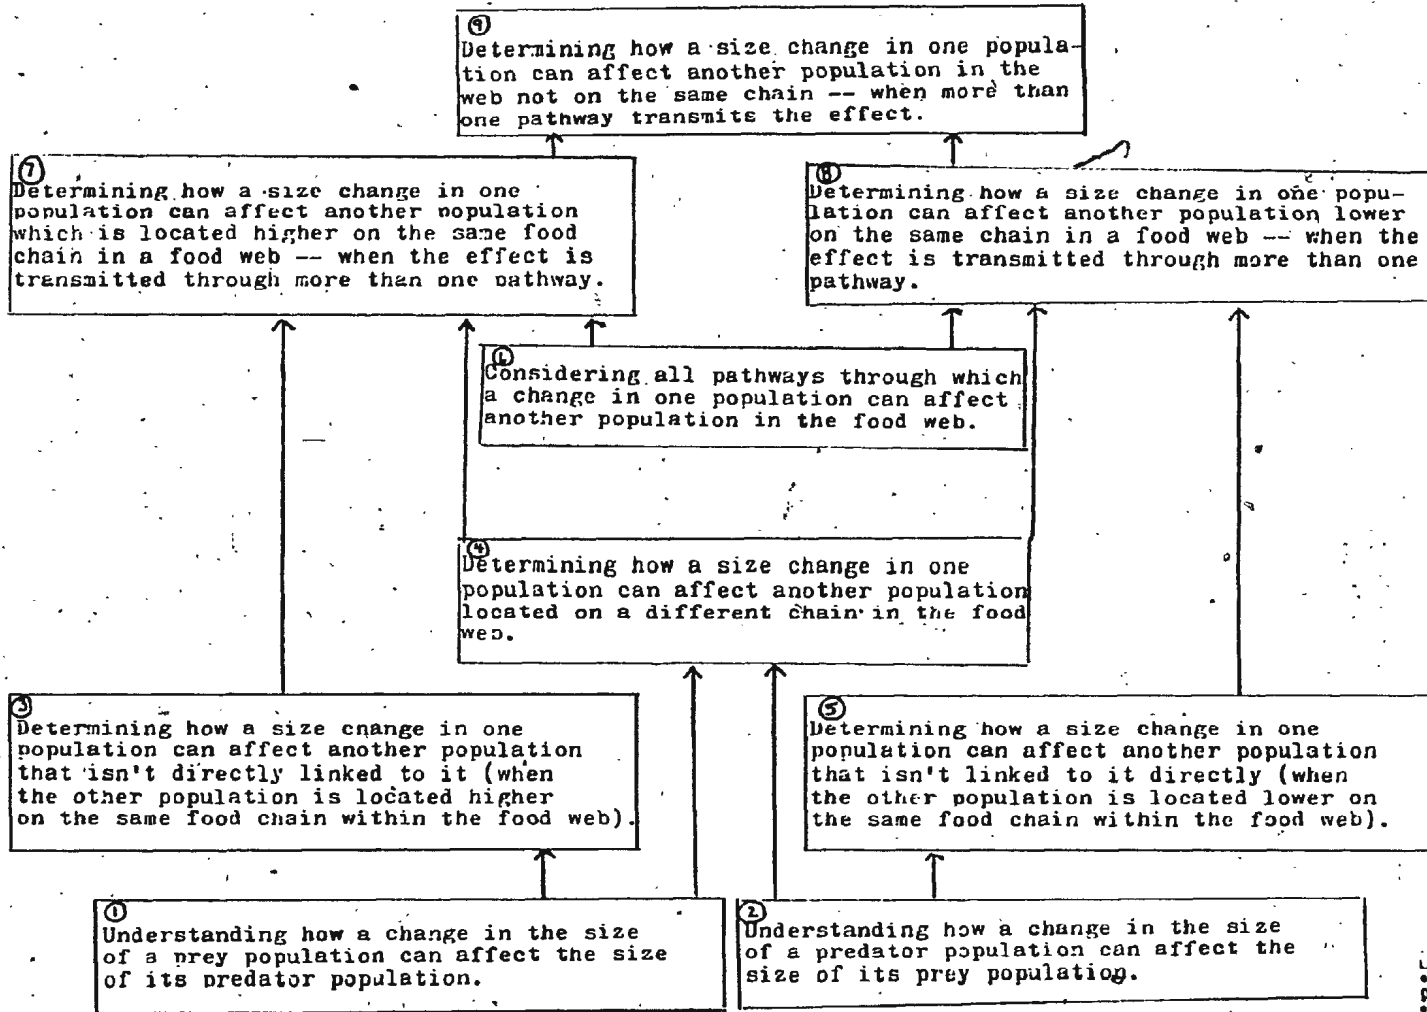 9
Determining how a size change in one popula-
tion can affect another population in the
web not on the same chain -- when more than
one pathway transmits the effect.
7
Determining how a size change in one
population can affect another population
which is located higher on the same food
chain in a food web -- when the effect is
transmitted through more than one pathway.
8
Determining how a size change in one popu-
lation can affect another population lower
on the same chain in a food web -- when the
effect is transmitted through more than one
pathway.
6
Considering all pathways through which
a change in one population can affect
another population in the food web.
4
Determining how a size change in one
population can affect another population
located on a different chain in the food
web.
3
Determining how a size change in one
population can affect another population
that isn't directly linked to it (when
the other population is located higher
on the same food chain within the food web).
5
Determining how a size change in one
population can affect another population
that isn't linked to it directly (when
the other population is located lower on
the same food chain within the food web).
1
Understanding how a change in the size
of a prey population can affect the size
of its predator population.
2
Understanding how a change in the size
of a predator population can affect the
size of its prey population.